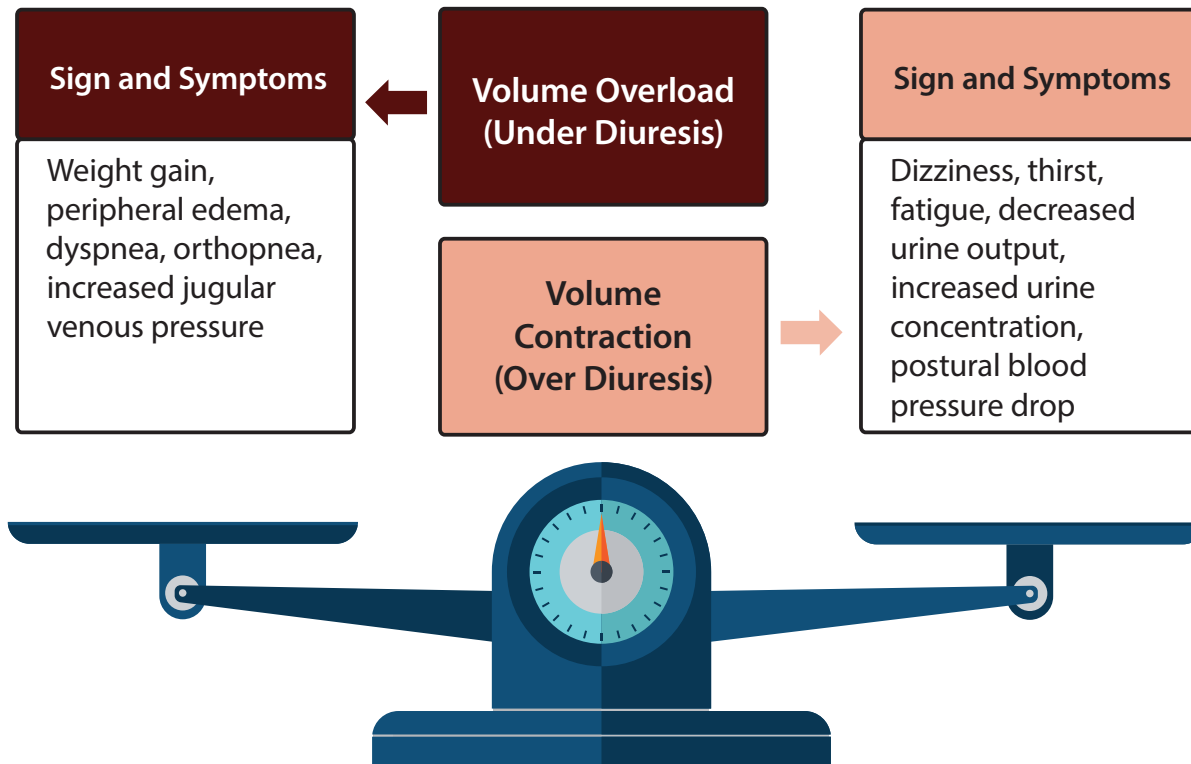 Sign and Symptoms
Weight gain,
peripheral edema,
dyspnea, orthopnea,
increased jugular
venous pressure
Volume Overload
(Under Diuresis)
Volume
Contraction
(Over Diuresis)
Sign and Symptoms
Dizziness, thirst,
fatigue, decreased
urine output,
increased urine
concentration,
postural blood
pressure drop